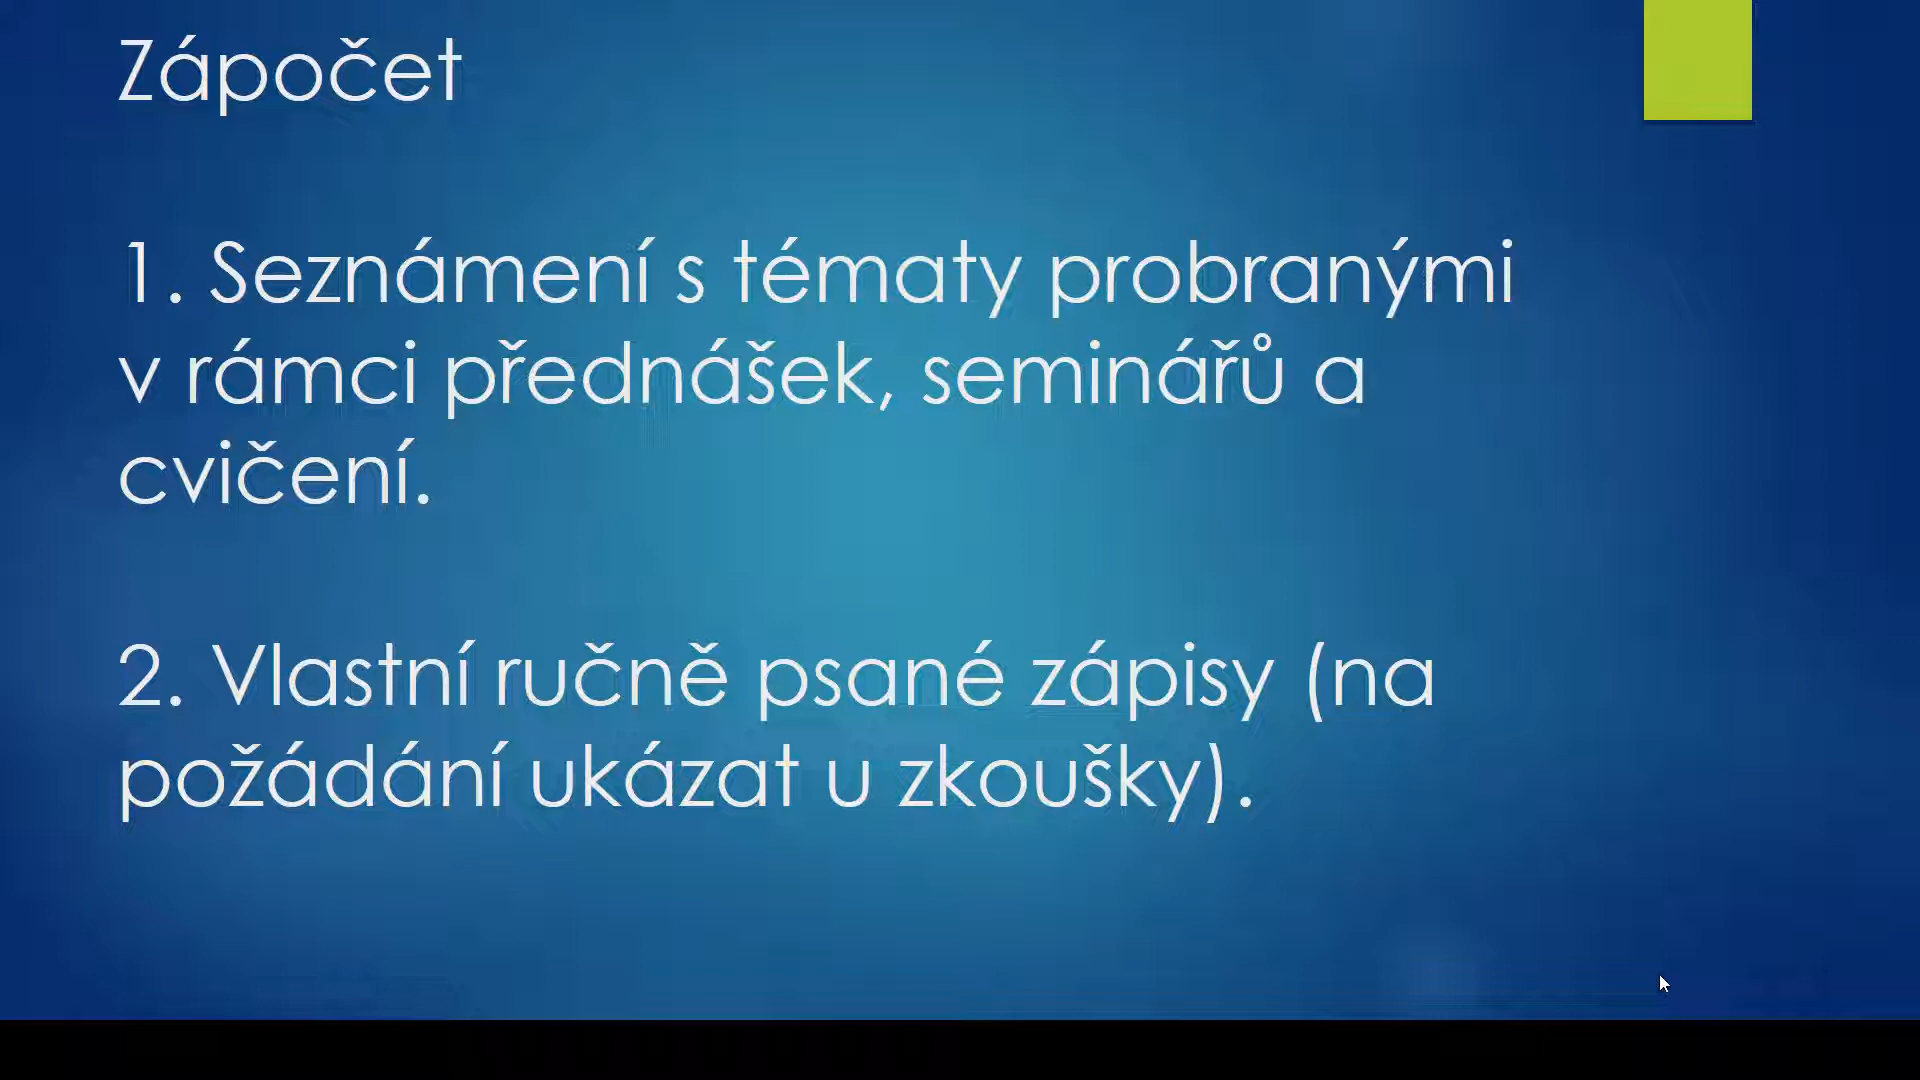 Zápočet
1. Seznámení s tématy probranými
v rámci přednášek, seminářů a
cvičení.
2. Vlastní ručně psané zápisy (na
požádání ukázat u zkoušky).